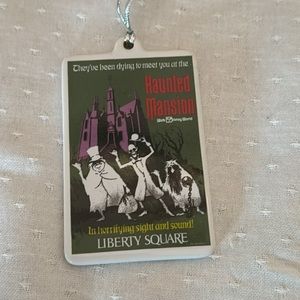 They've been dying to meet you at the
Haunted
Mansion
Walt Disney World
In horrifying sight and sound!
LIBERTY SQUARE